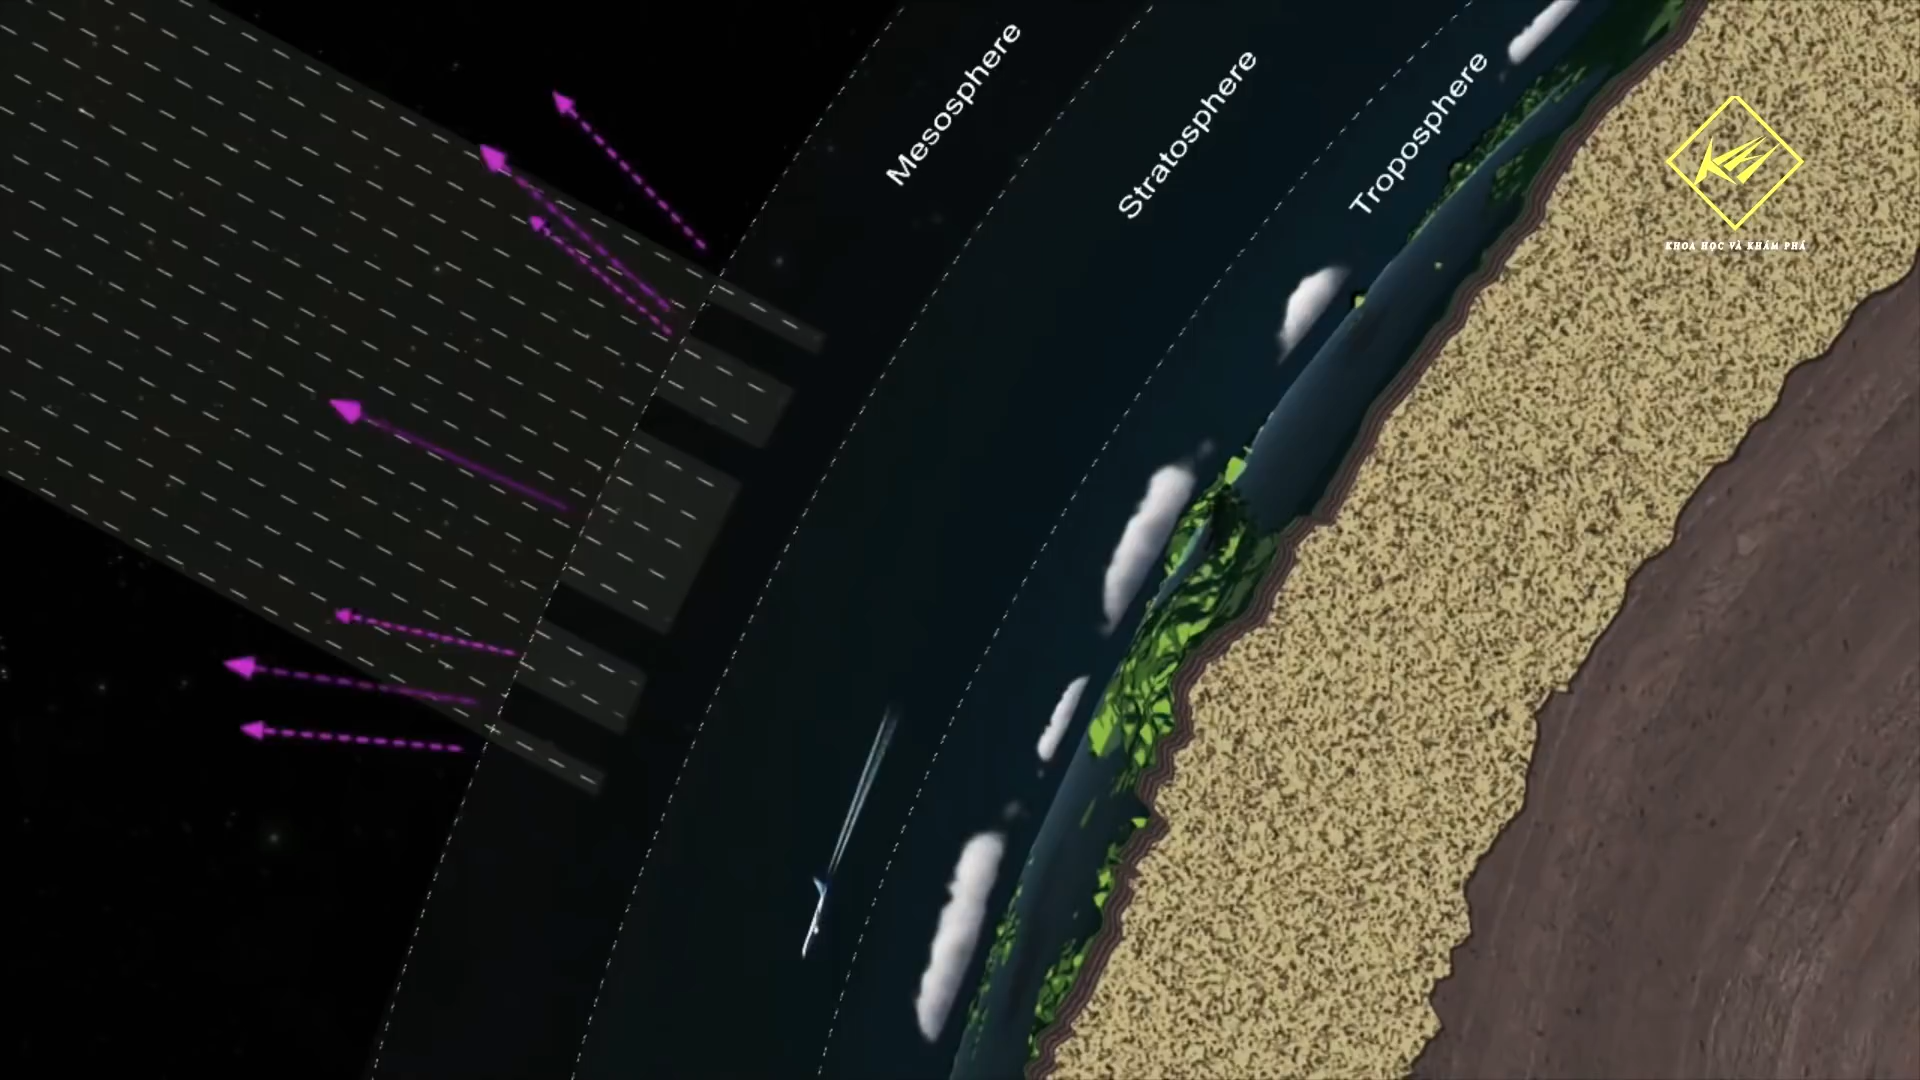 Mesosphere
Stratosphere
Troposphere
KHOA HỌC VÀ KHÁM PHÁ